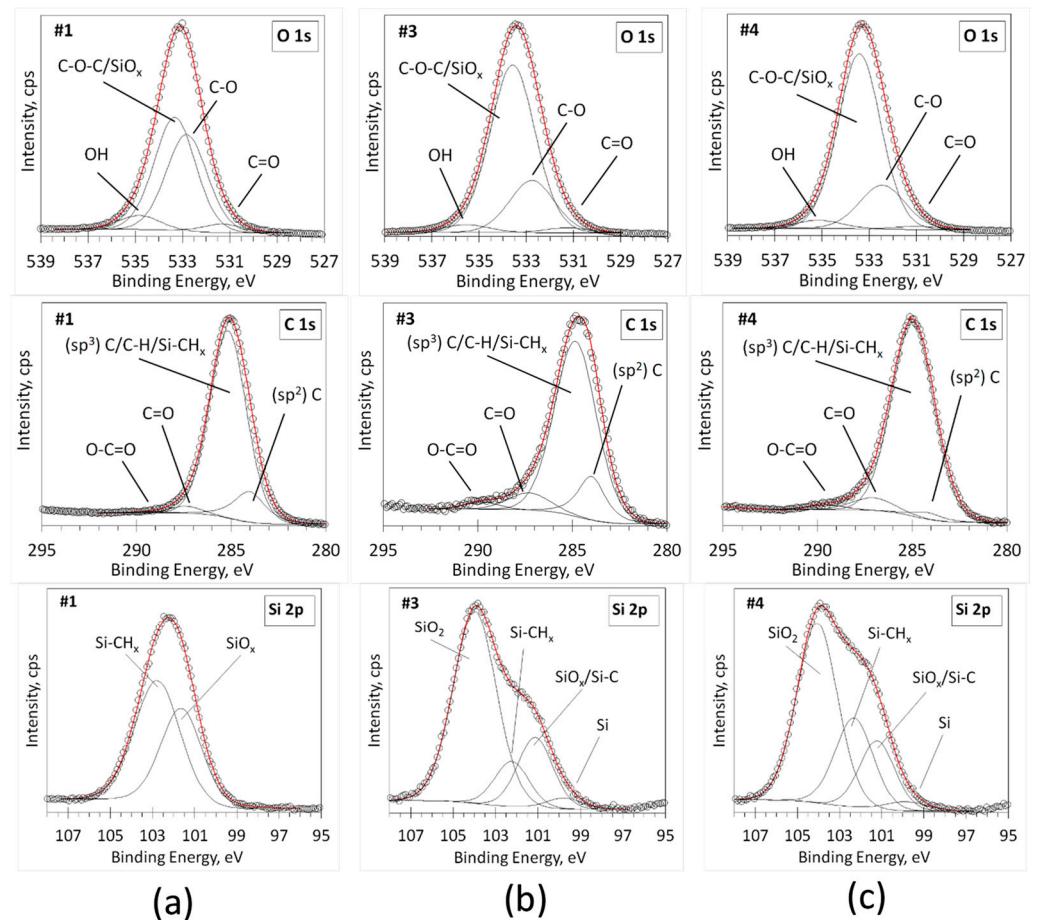 #1
O 1s
C-O-C/SiOₓ
C-O
OH
C=O
Intensity, cps
539 537 535 533 531 529 527
Binding Energy, eV
#3
O 1s
C-O-C/SiOₓ
C-O
OH
C=O
Intensity, cps
539 537 535 533 531 529 527
Binding Energy, eV
#4
O 1s
C-O-C/SiOₓ
C-O
OH
C=O
Intensity, cps
539 537 535 533 531 529 527
Binding Energy, eV
#1
C 1s
(sp³) C/C-H/Si-CHₓ
(sp²) C
C=O
O-C=O
Intensity, cps
295 290 285 280
Binding Energy, eV
#3
C 1s
(sp³) C/C-H/Si-CHₓ
(sp²) C
C=O
O-C=O
Intensity, cps
295 290 285 280
Binding Energy, eV
#4
C 1s
(sp³) C/C-H/Si-CHₓ
(sp²) C
C=O
O-C=O
Intensity, cps
295 290 285 280
Binding Energy, eV
#1
Si 2p
Si-CHₓ
SiOₓ
Intensity, cps
107 105 103 101 99 97 95
Binding Energy, eV
#3
Si 2p
SiO₂
Si-CHₓ
SiOₓ/Si-C
Si
Intensity, cps
107 105 103 101 99 97 95
Binding Energy, eV
#4
Si 2p
SiO₂
Si-CHₓ
SiOₓ/Si-C
Si
Intensity, cps
107 105 103 101 99 97 95
Binding Energy, eV
(a)
(b)
(c)